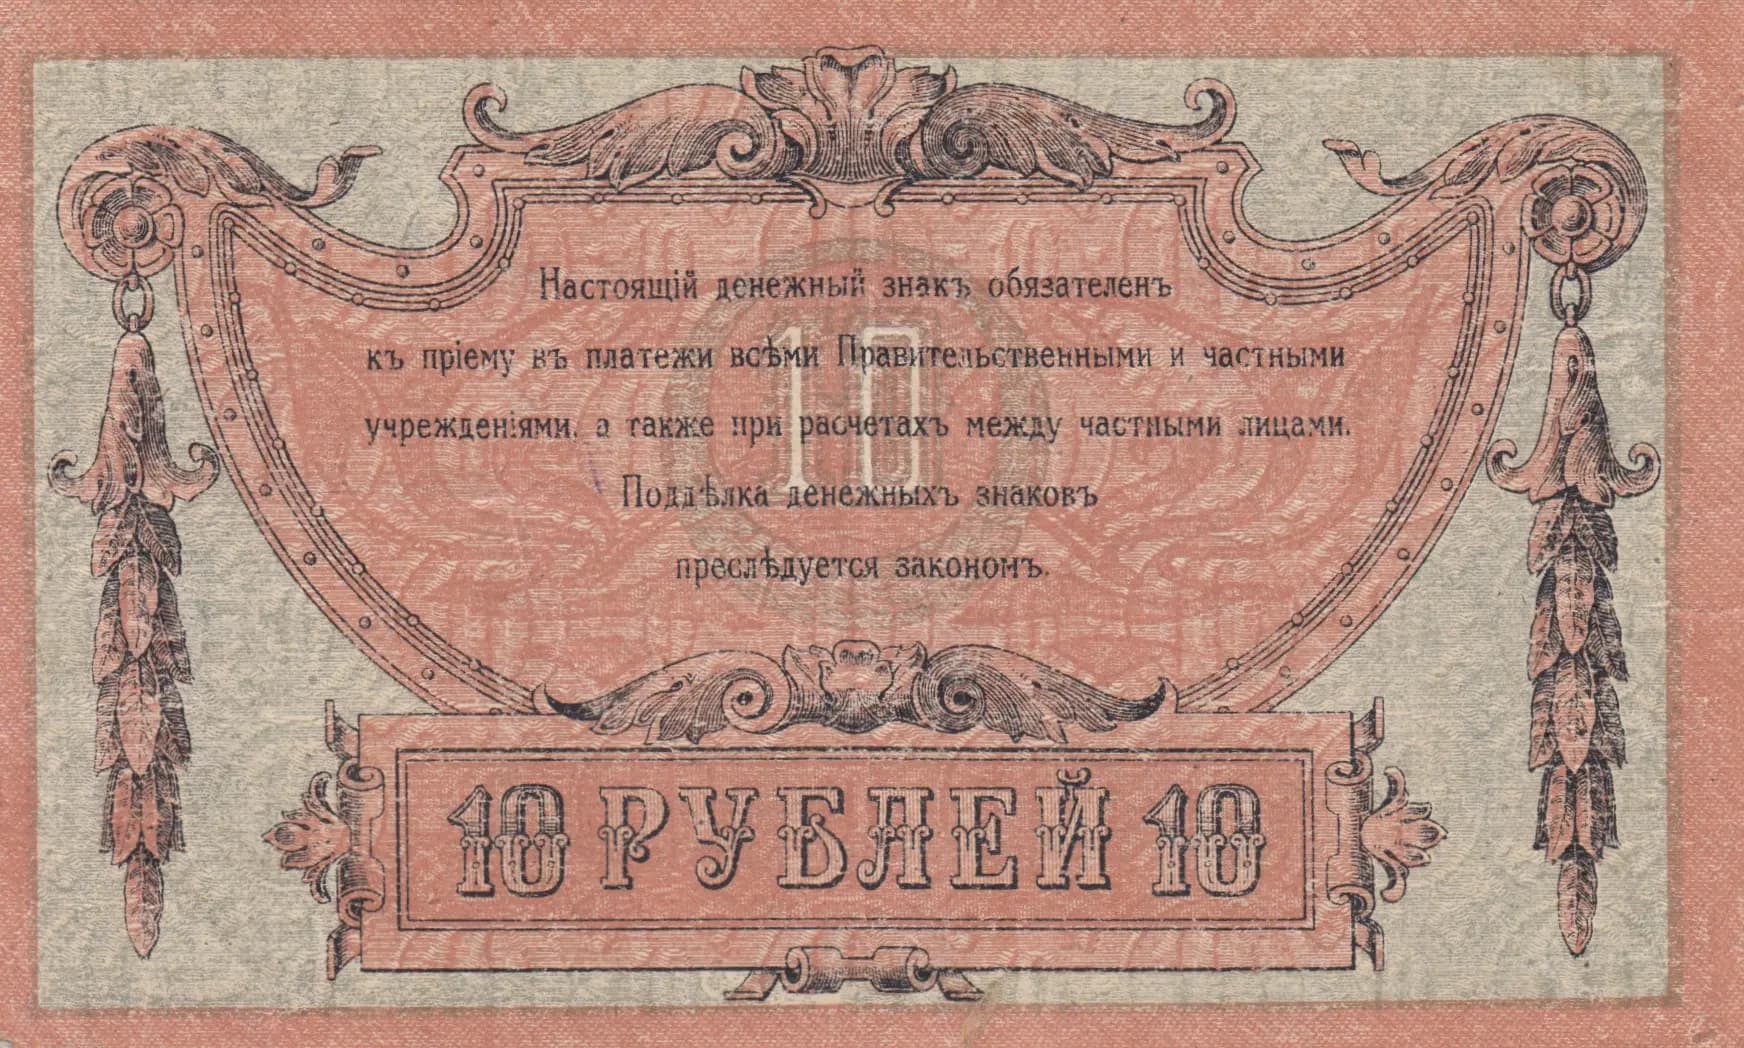 Настоящій денежный знакъ обязателенъ
къ пріему въ платежи всѣми Правительственными и частными
учрежденіями, а также при расчетахъ между частными лицами.
Поддѣлка денежныхъ знаковъ
преслѣдуется закономъ.
10
10 РУБЛЕЙ 10